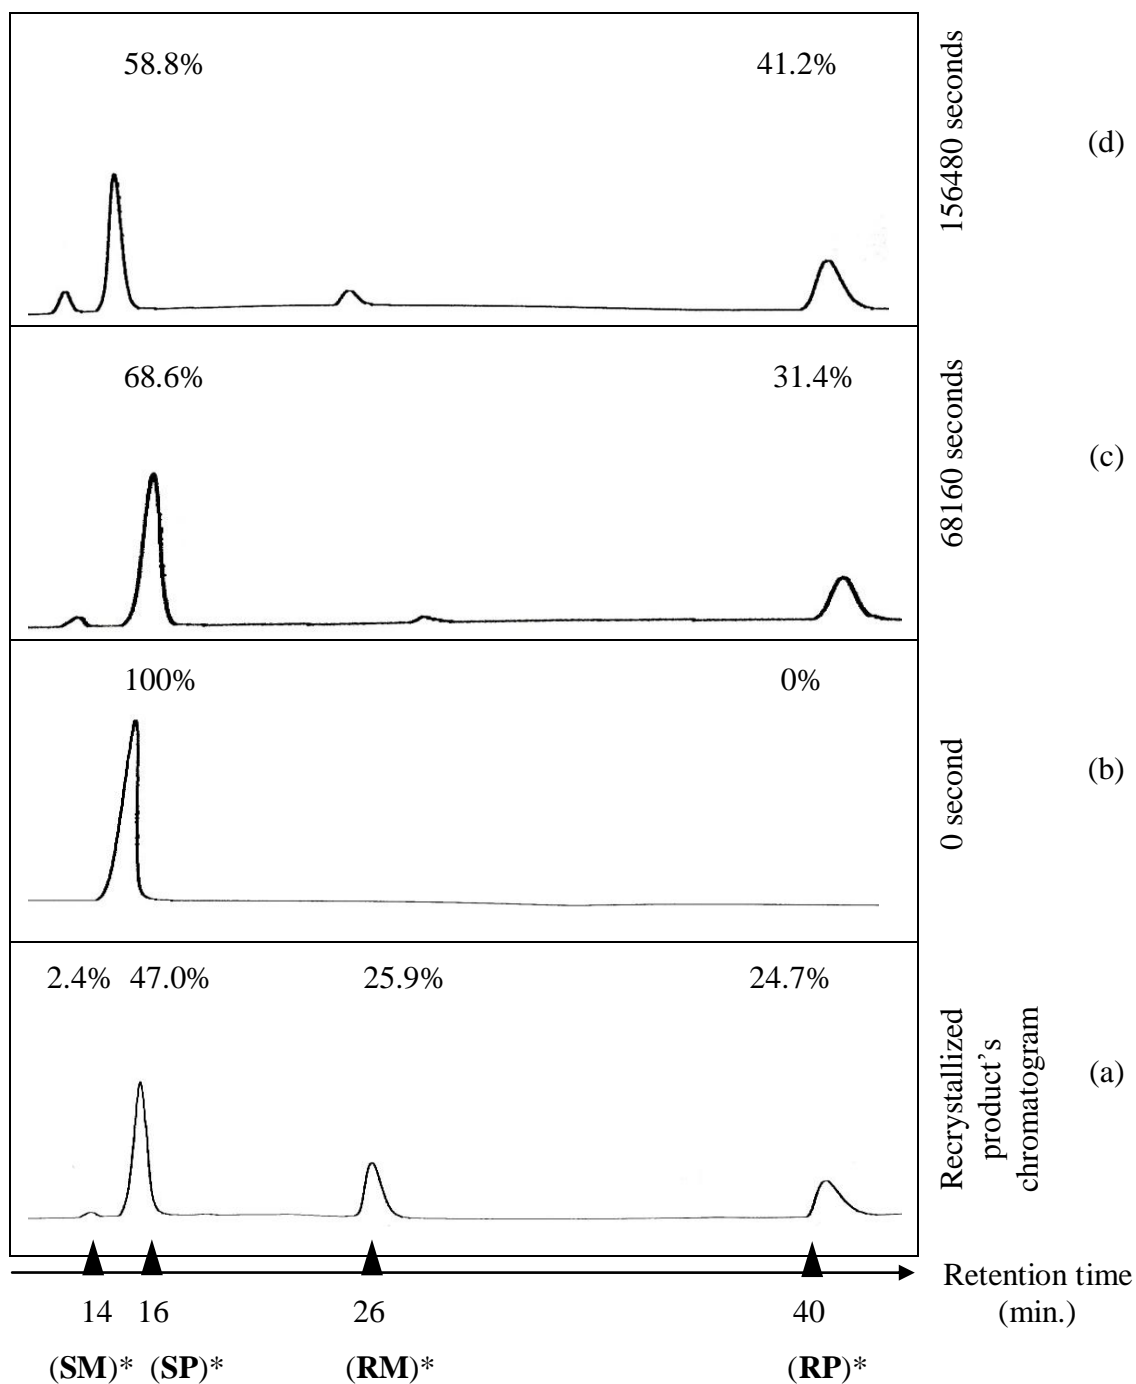 58.8% 41.2%
156480 seconds
(d)
68.6% 31.4%
68160 seconds
(c)
100% 0%
0 second
(b)
2.4% 47.0% 25.9% 24.7%
Recrystallized
product’s
chromatogram
(a)
Retention time
(min.)
14 16 26 40
(SM)* (SP)* (RM)* (RP)*